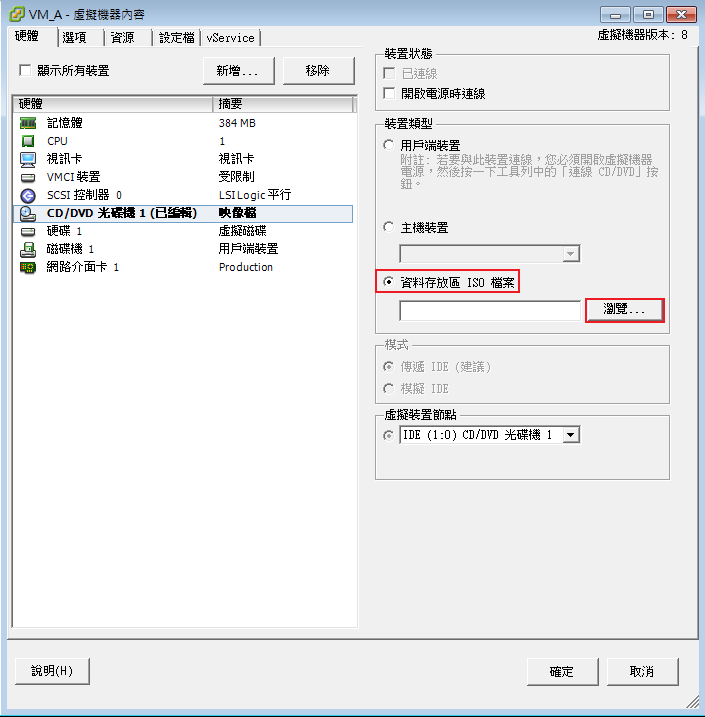 VM_A - 虛擬機器內容
硬體 選項 資源 設定檔 vService
虛擬機器版本: 8
顯示所有裝置
新增... 移除
硬體 摘要
記憶體 384 MB
CPU 1
視訊卡 視訊卡
VMCI 裝置 受限制
SCSI 控制器 0 LSI Logic 平行
CD/DVD 光碟機 1 (已編輯) 映像檔
硬碟 1 虛擬磁碟
磁碟機 1 用戶端裝置
網路介面卡 1 Production
裝置狀態
已連線
開啟電源時連線
裝置類型
用戶端裝置
附註: 若要與此裝置連線，您必須開啟虛擬機器
電源，然後按一下工具列中的「連線 CD/DVD」按
鈕。
主機裝置
資料存放區 ISO 檔案
瀏覽...
模式
傳遞 IDE (建議)
模擬 IDE
虛擬裝置節點
IDE (1:0) CD/DVD 光碟機 1
說明(H) 確定 取消